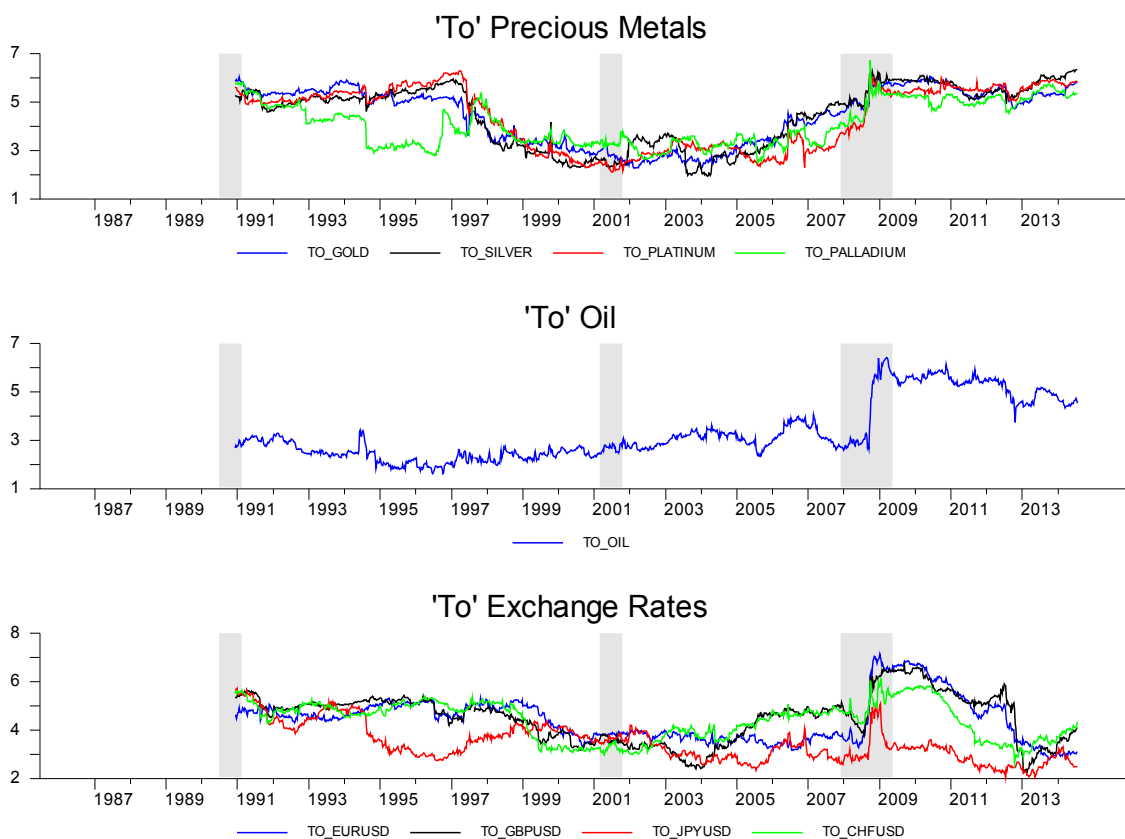 'To' Precious Metals
7
5
3
1
1987 1989 1991 1993 1995 1997 1999 2001 2003 2005 2007 2009 2011 2013
TO_GOLD TO_SILVER TO_PLATINUM TO_PALLADIUM
'To' Oil
7
5
3
1
1987 1989 1991 1993 1995 1997 1999 2001 2003 2005 2007 2009 2011 2013
TO_OIL
'To' Exchange Rates
8
6
4
2
1987 1989 1991 1993 1995 1997 1999 2001 2003 2005 2007 2009 2011 2013
TO_EURUSD TO_GBPUSD TO_JPYUSD TO_CHFUSD